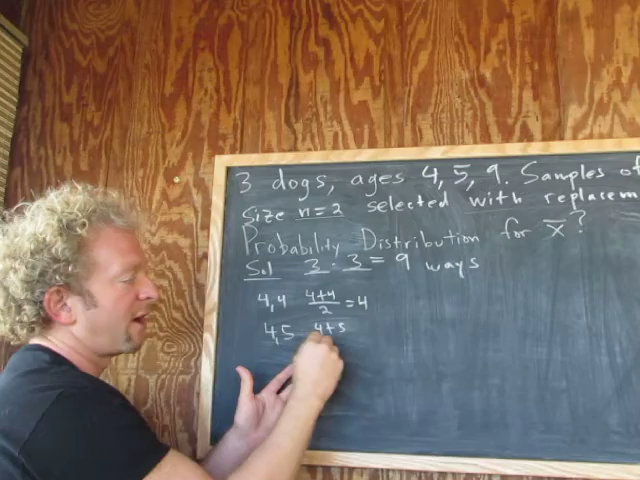 3 dogs, ages 4, 5, 9. Samples of
size n=2 selected with replacem
Probability Distribution for x̄?
Sol 3 · 3 = 9 ways
4,4 4+4/2 = 4
4,5 4+5